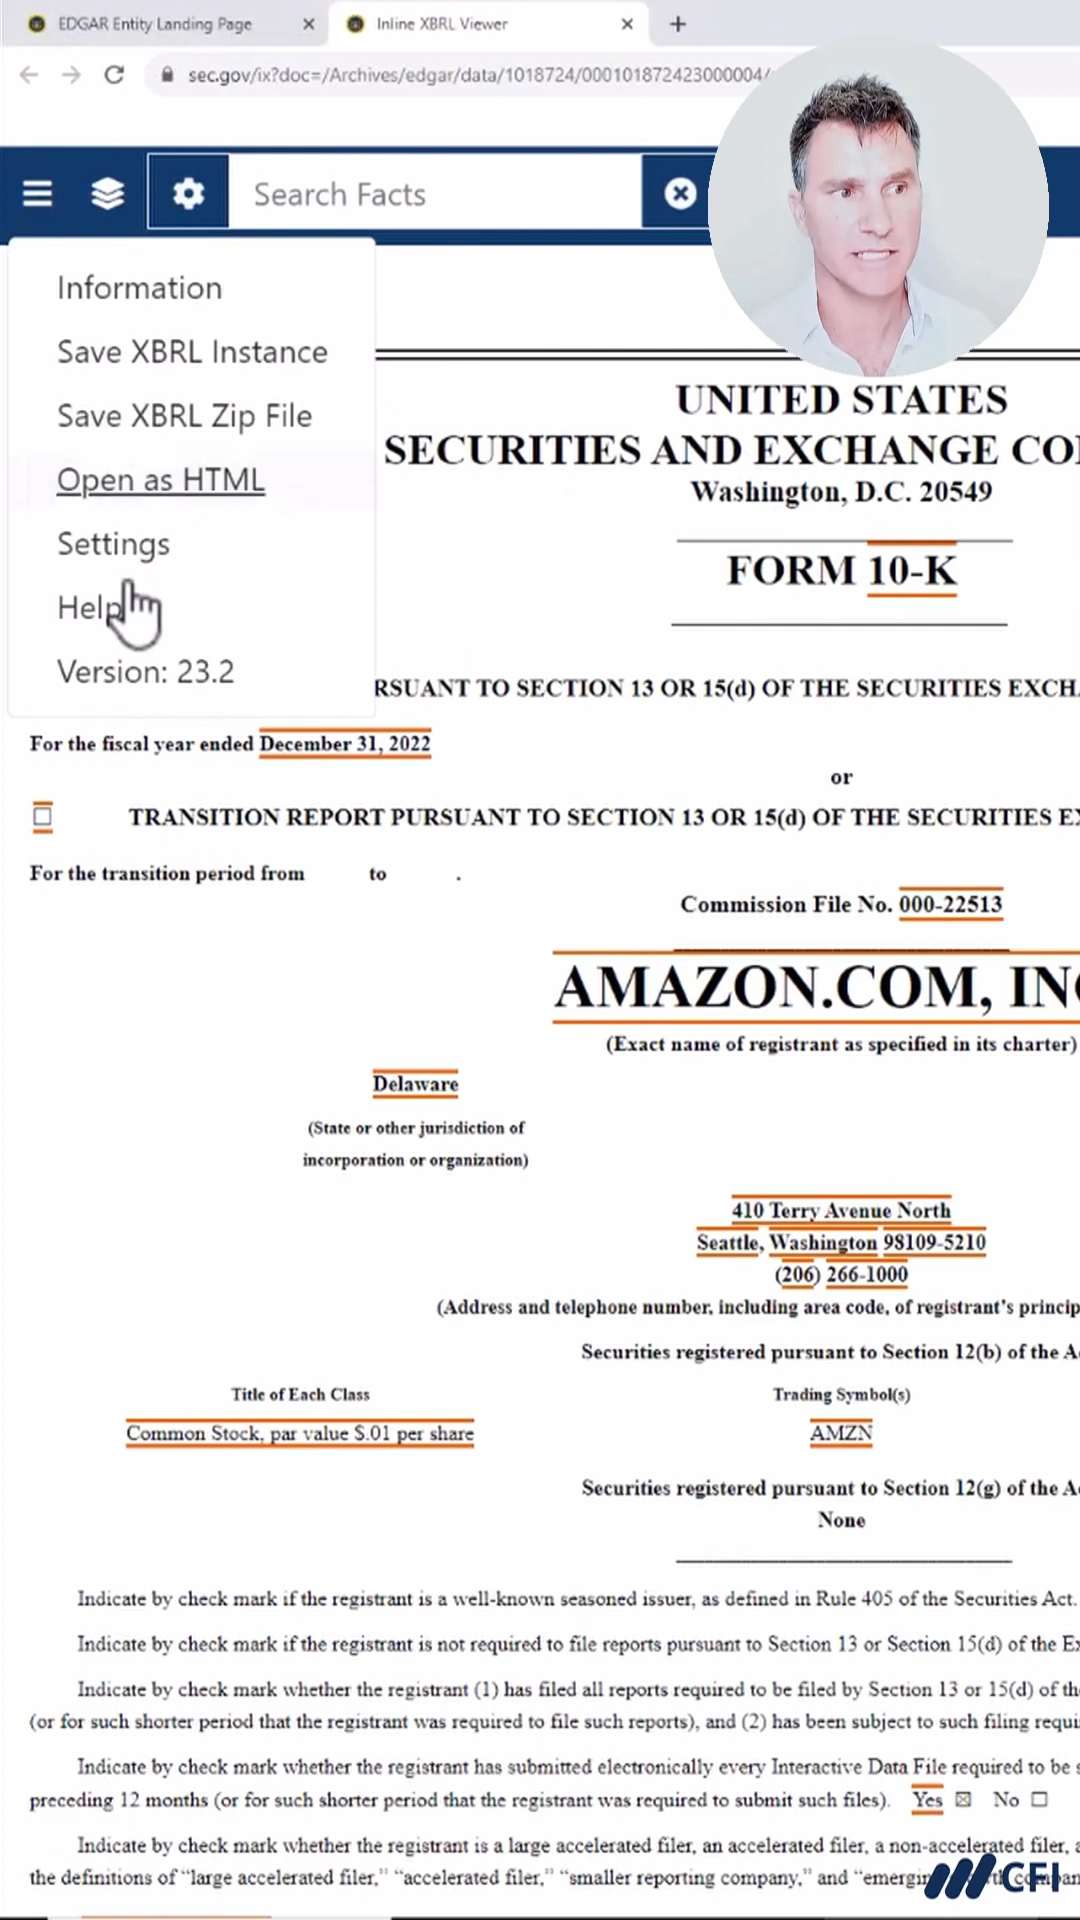 EDGAR Entity Landing Page
Inline XBRL Viewer
sec.gov/ix?doc=/Archives/edgar/data/1018724/000101872423000004/
Search Facts
Information
Save XBRL Instance
Save XBRL Zip File
Open as HTML
Settings
Help
Version: 23.2
UNITED STATES
SECURITIES AND EXCHANGE CO
Washington, D.C. 20549
FORM 10-K
RSUANT TO SECTION 13 OR 15(d) OF THE SECURITIES EXCH
For the fiscal year ended December 31, 2022
or
☐ TRANSITION REPORT PURSUANT TO SECTION 13 OR 15(d) OF THE SECURITIES EX
For the transition period from to .
Commission File No. 000-22513
AMAZON.COM, INC
(Exact name of registrant as specified in its charter)
Delaware
(State or other jurisdiction of
incorporation or organization)
410 Terry Avenue North
Seattle, Washington 98109-5210
(206) 266-1000
(Address and telephone number, including area code, of registrant's princip
Securities registered pursuant to Section 12(b) of the A
Title of Each Class Trading Symbol(s)
Common Stock, par value $.01 per share AMZN
Securities registered pursuant to Section 12(g) of the A
None
Indicate by check mark if the registrant is a well-known seasoned issuer, as defined in Rule 405 of the Securities Act.
Indicate by check mark if the registrant is not required to file reports pursuant to Section 13 or Section 15(d) of the Ex
Indicate by check mark whether the registrant (1) has filed all reports required to be filed by Section 13 or 15(d) of th
(or for such shorter period that the registrant was required to file such reports), and (2) has been subject to such filing requi
Indicate by check mark whether the registrant has submitted electronically every Interactive Data File required to be s
preceding 12 months (or for such shorter period that the registrant was required to submit such files). Yes ☒ No ☐
Indicate by check mark whether the registrant is a large accelerated filer, an accelerated filer, a non-accelerated filer, a
the definitions of “large accelerated filer,” “accelerated filer,” “smaller reporting company,” and “emergin
CFI